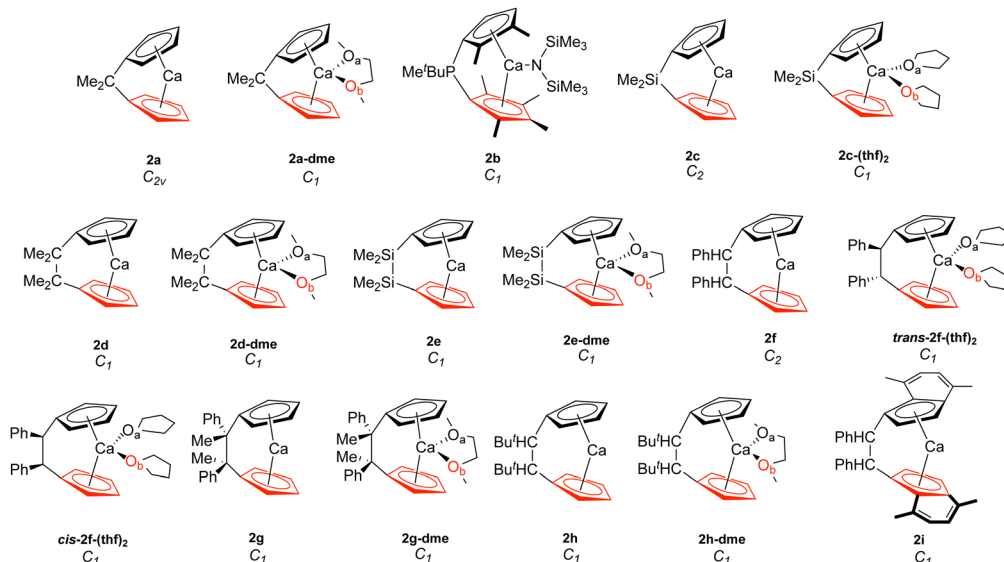 Me2C
Ca
2a
C2v
Me2C
Ca
Oa
Ob
2a-dme
C1
MeᵗBuP
Ca
N
SiMe3
SiMe3
2b
C1
Me2Si
Ca
2c
C2
Me2Si
Ca
Oa
Ob
2c-(thf)2
C1
Me2C
Me2C
Ca
2d
C1
Me2C
Me2C
Ca
Oa
Ob
2d-dme
C1
Me2Si
Me2Si
Ca
2e
C1
Me2Si
Me2Si
Ca
Oa
Ob
2e-dme
C1
PhHC
PhHC
Ca
2f
C2
Ph
Ph
Ca
Oa
Ob
trans-2f-(thf)2
C1
Ph
Ph
Ca
Oa
Ob
cis-2f-(thf)2
C1
Ph
Me
Me
Ph
Ca
2g
C1
Ph
Me
Me
Ph
Ca
Oa
Ob
2g-dme
C1
BuᵗHC
BuᵗHC
Ca
2h
C1
BuᵗHC
BuᵗHC
Ca
Oa
Ob
2h-dme
C1
PhHC
PhHC
Ca
2i
C1